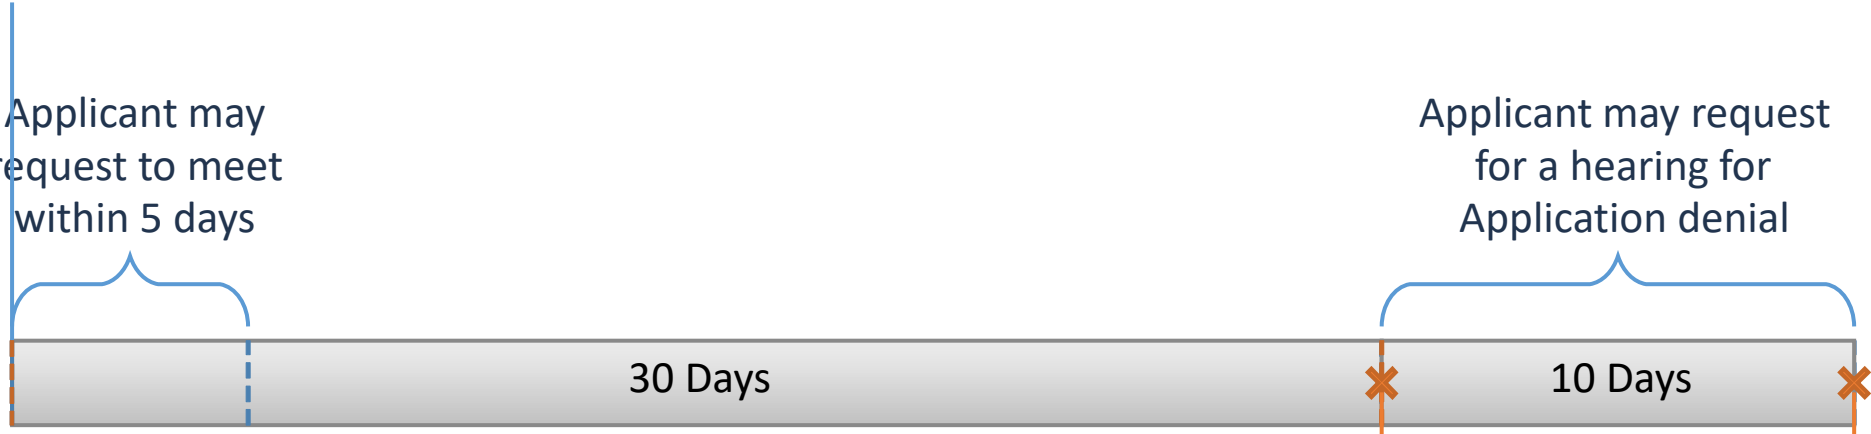 Applicant may
request to meet
within 5 days
Applicant may request
for a hearing for
Application denial
30 Days
10 Days